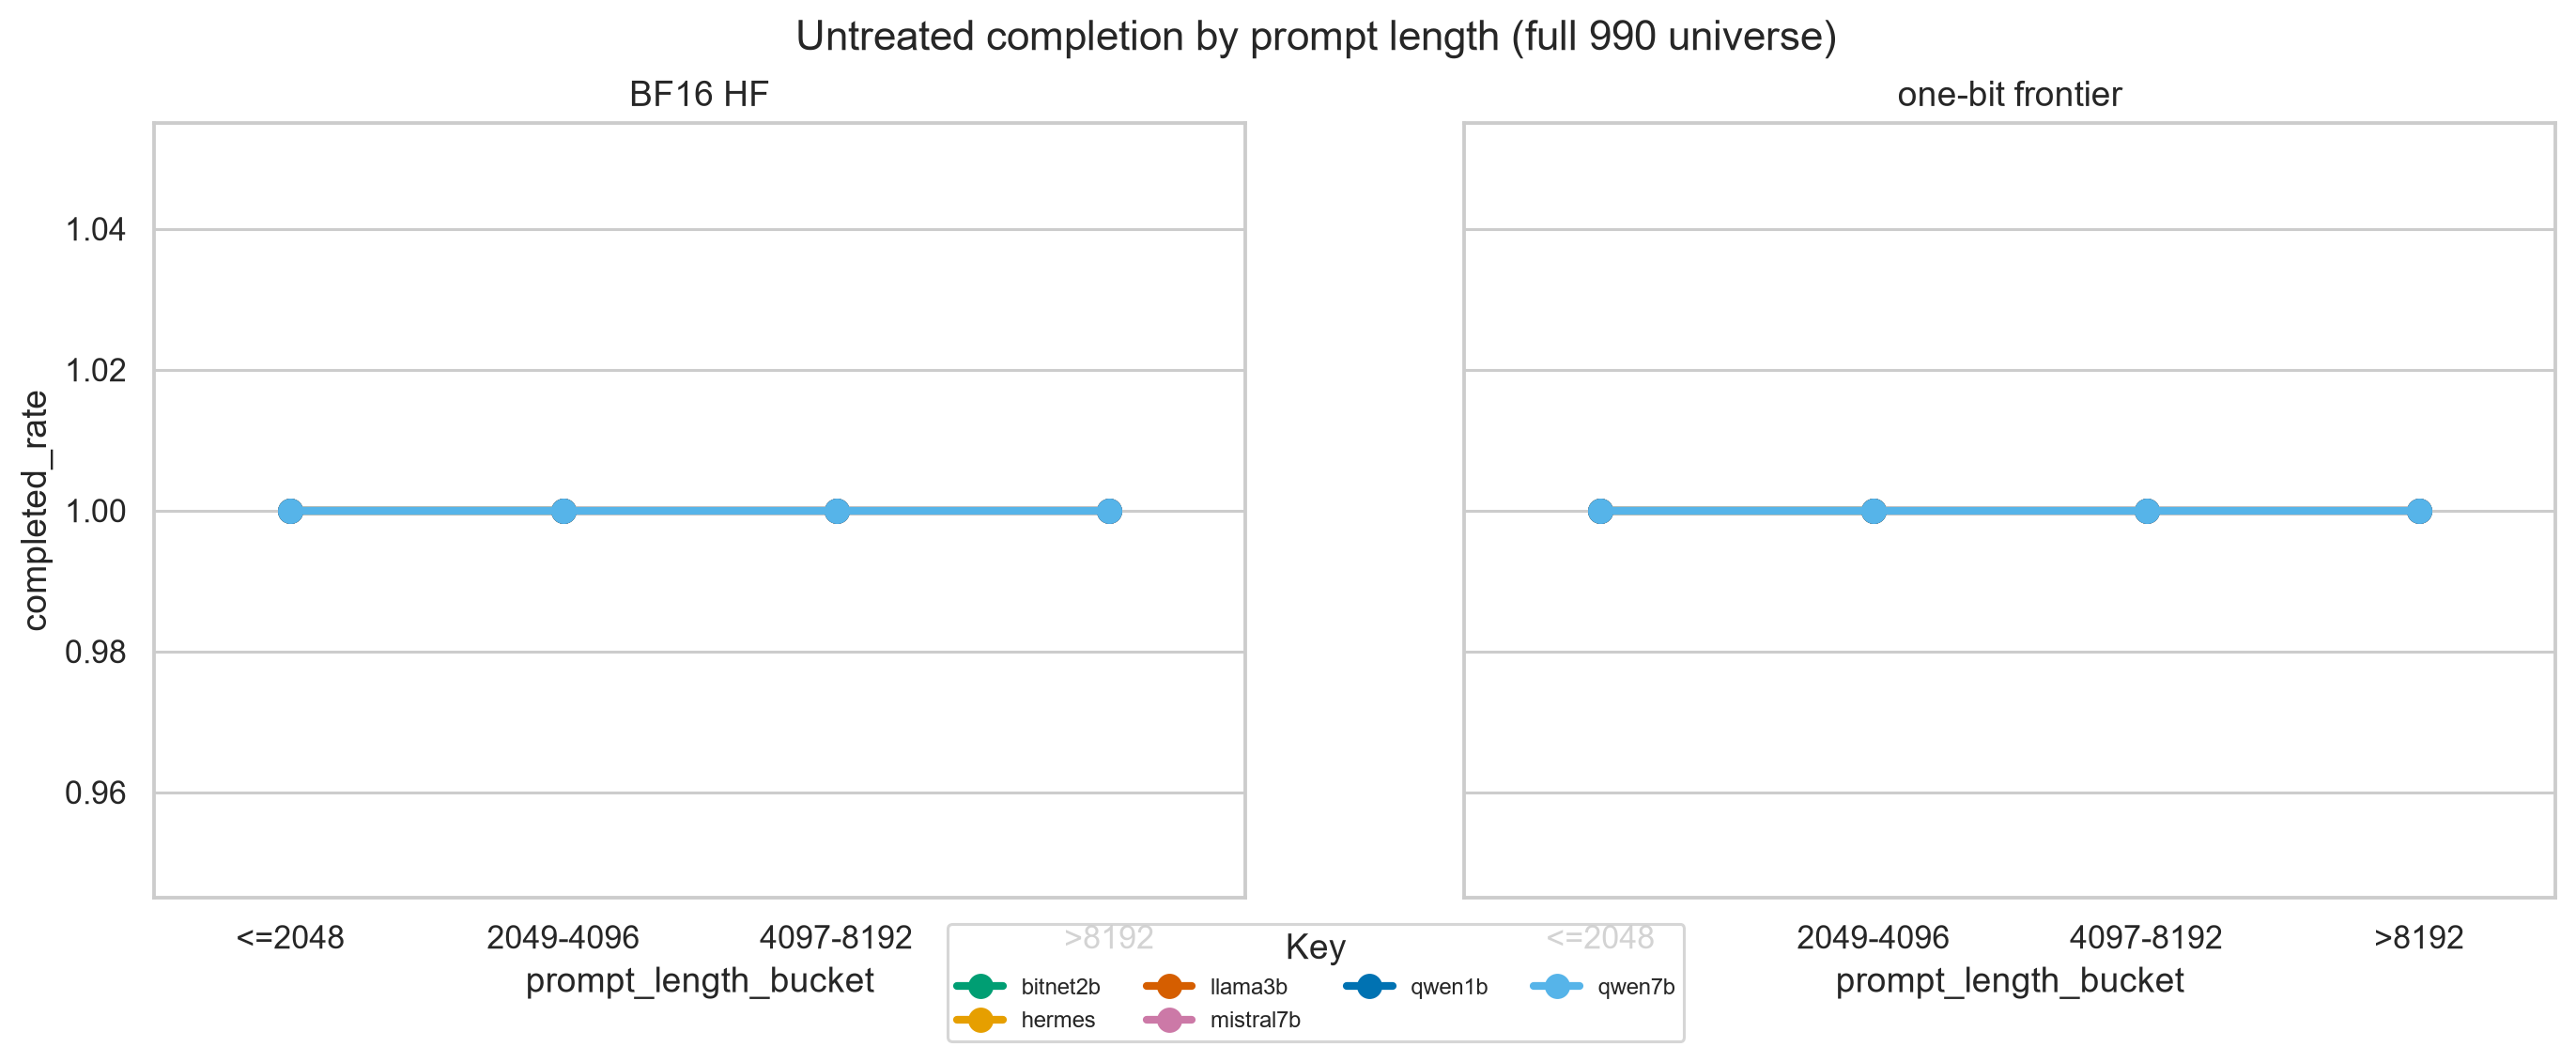 Untreated completion by prompt length (full 990 universe)
BF16 HF
one-bit frontier
completed_rate
1.04
1.02
1.00
0.98
0.96
<=2048 2049-4096 4097-8192 >8192
prompt_length_bucket
<=2048 2049-4096 4097-8192 >8192
prompt_length_bucket
Key
bitnet2b llama3b qwen1b qwen7b
hermes mistral7b